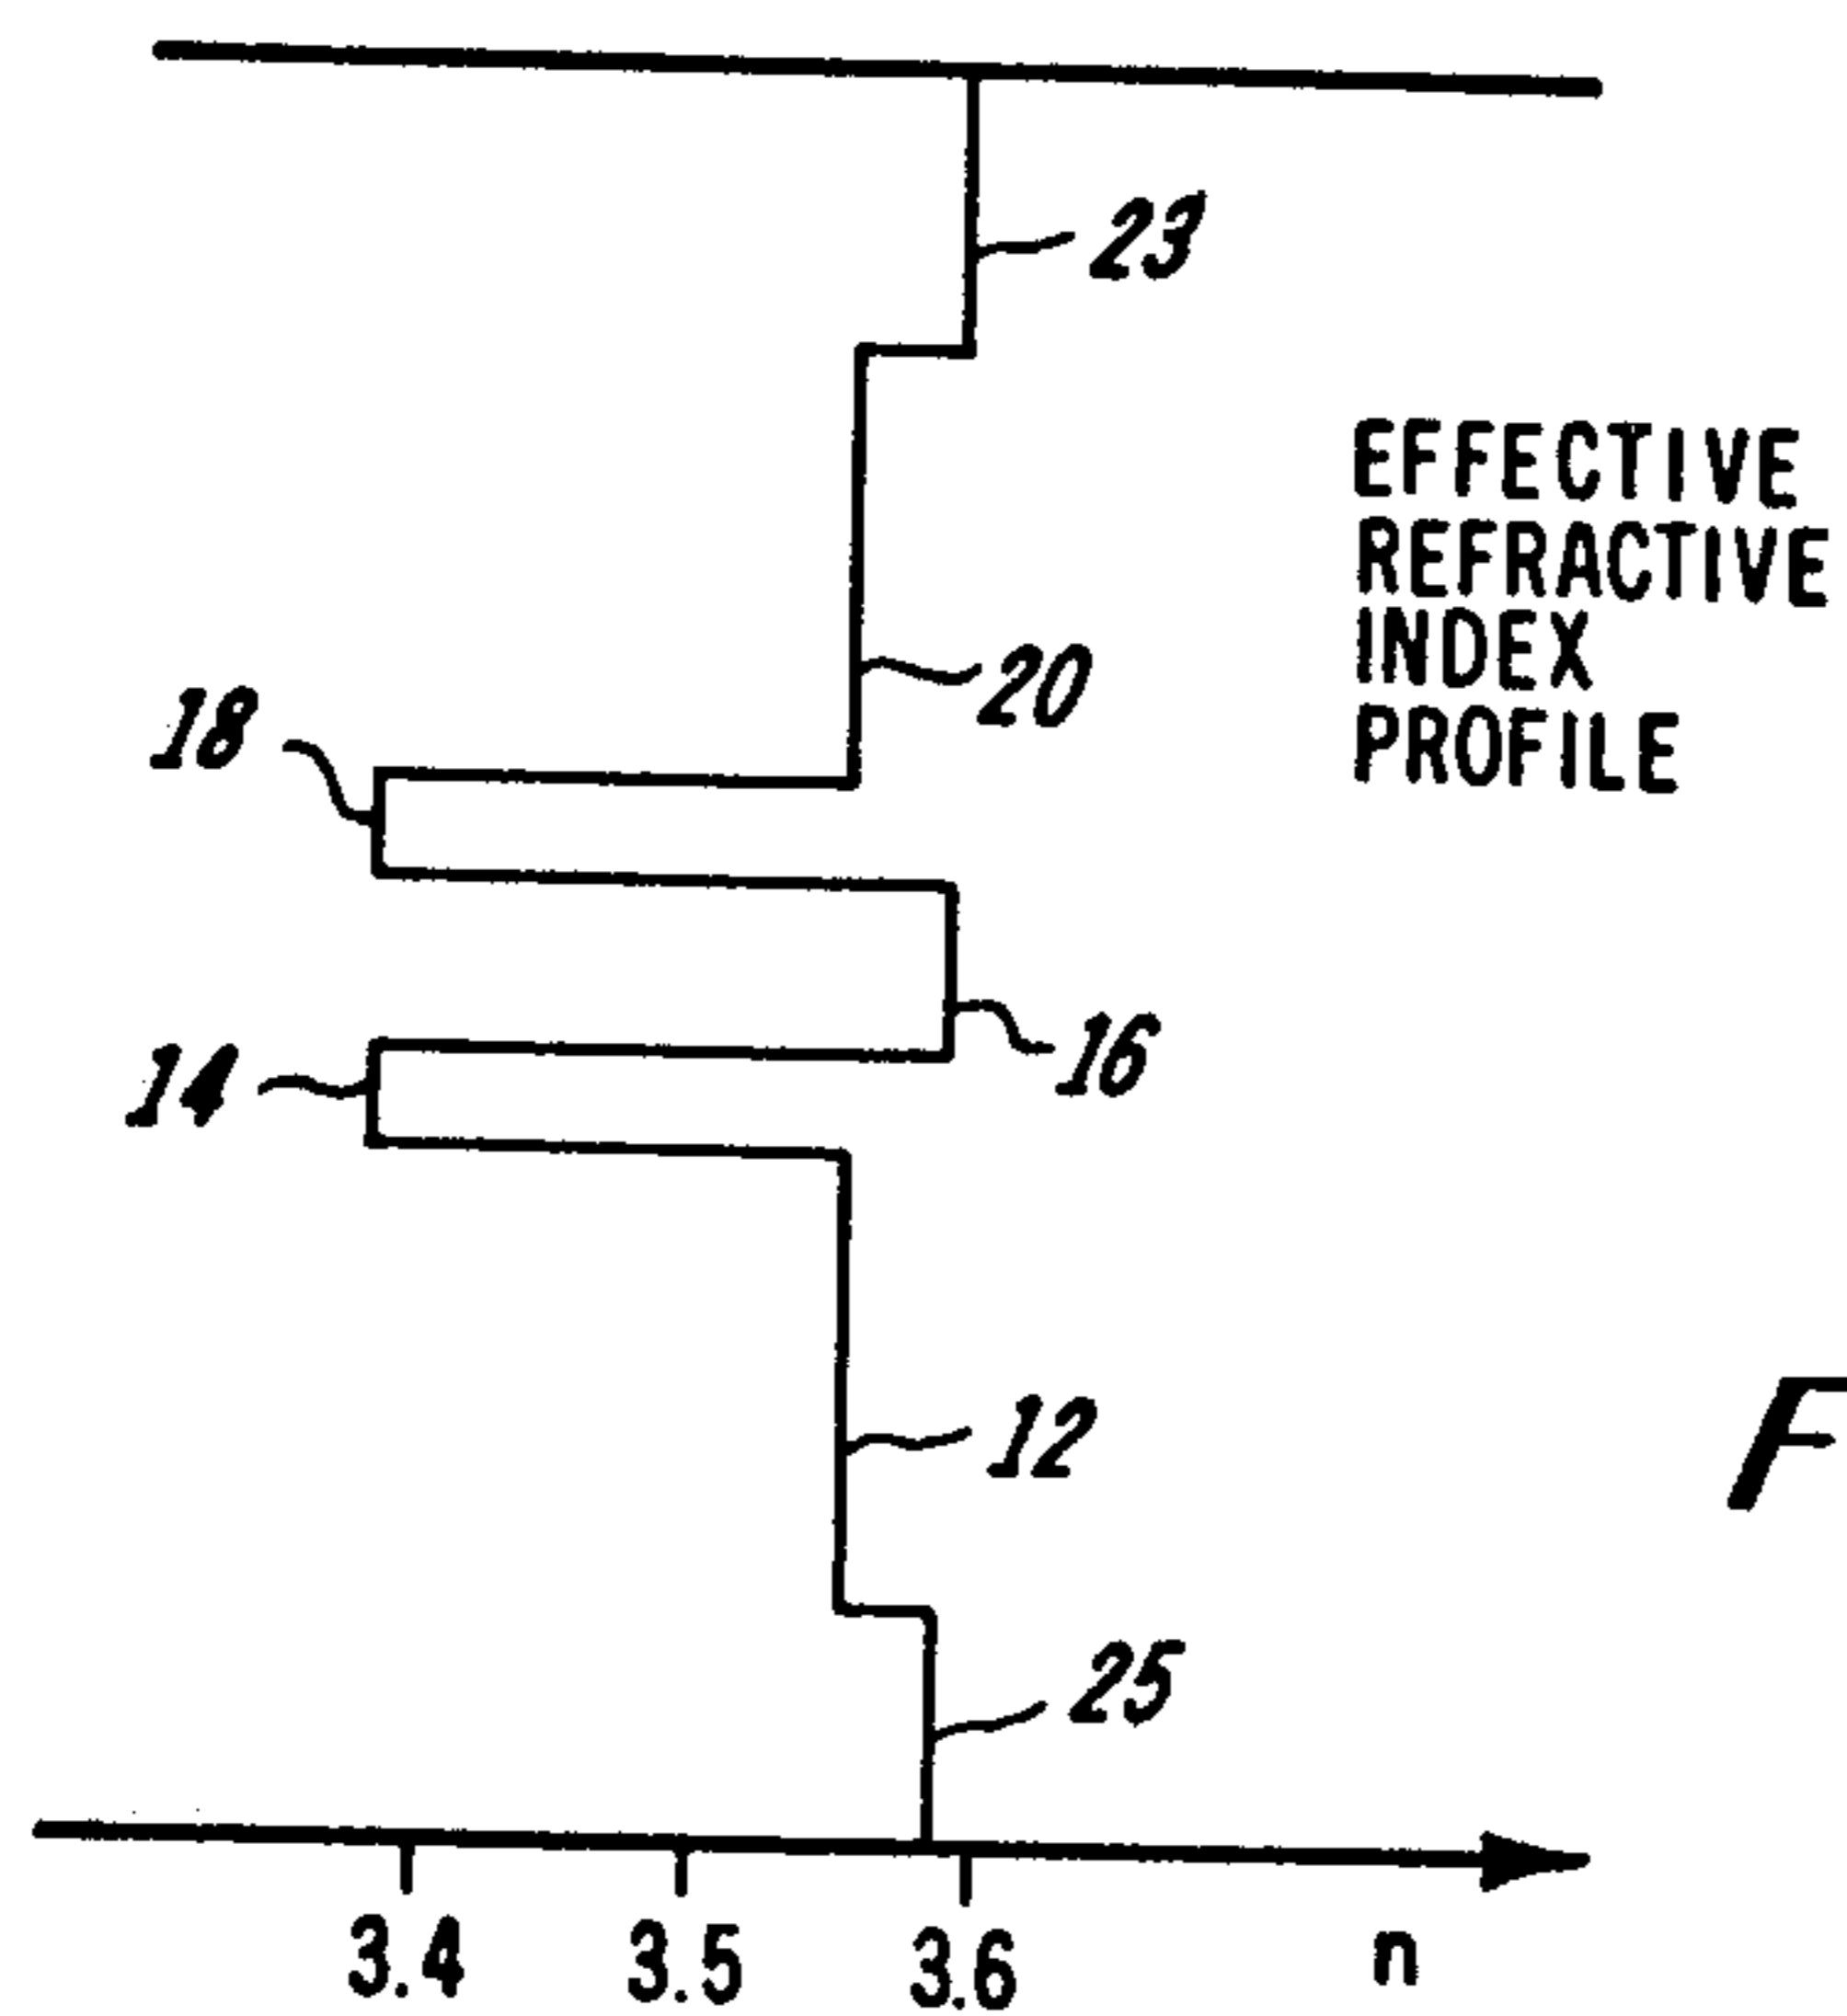 23
EFFECTIVE
REFRACTIVE
INDEX
PROFILE
20
18
16
14
12
F
25
3.4 3.5 3.6 n